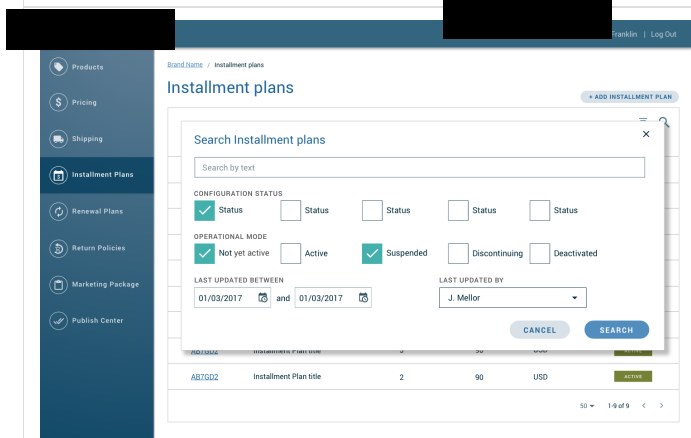 Franklin | Log Out
Products
Pricing
Shipping
Installment Plans
Renewal Plans
Return Policies
Marketing Package
Publish Center
Brand Name / Installment plans
Installment plans
+ ADD INSTALLMENT PLAN
Search Installment plans
Search by text
CONFIGURATION STATUS
Status Status Status Status Status
OPERATIONAL MODE
Not yet active Active Suspended Discontinuing Deactivated
LAST UPDATED BETWEEN LAST UPDATED BY
01/03/2017 and 01/03/2017 J. Mellor
CANCEL SEARCH
AB7GD2 Installment Plan title 90 USD ACTIVE
AB7GD2 Installment Plan title 2 90 USD ACTIVE
50 1-9 of 9